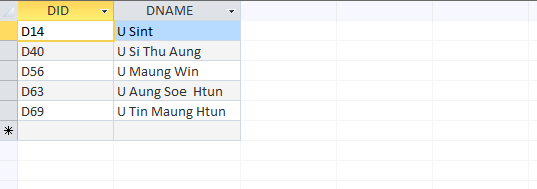 DID DNAME
D14 U Sint
D40 U Si Thu Aung
D56 U Maung Win
D63 U Aung Soe  Htun
D69 U Tin Maung Htun